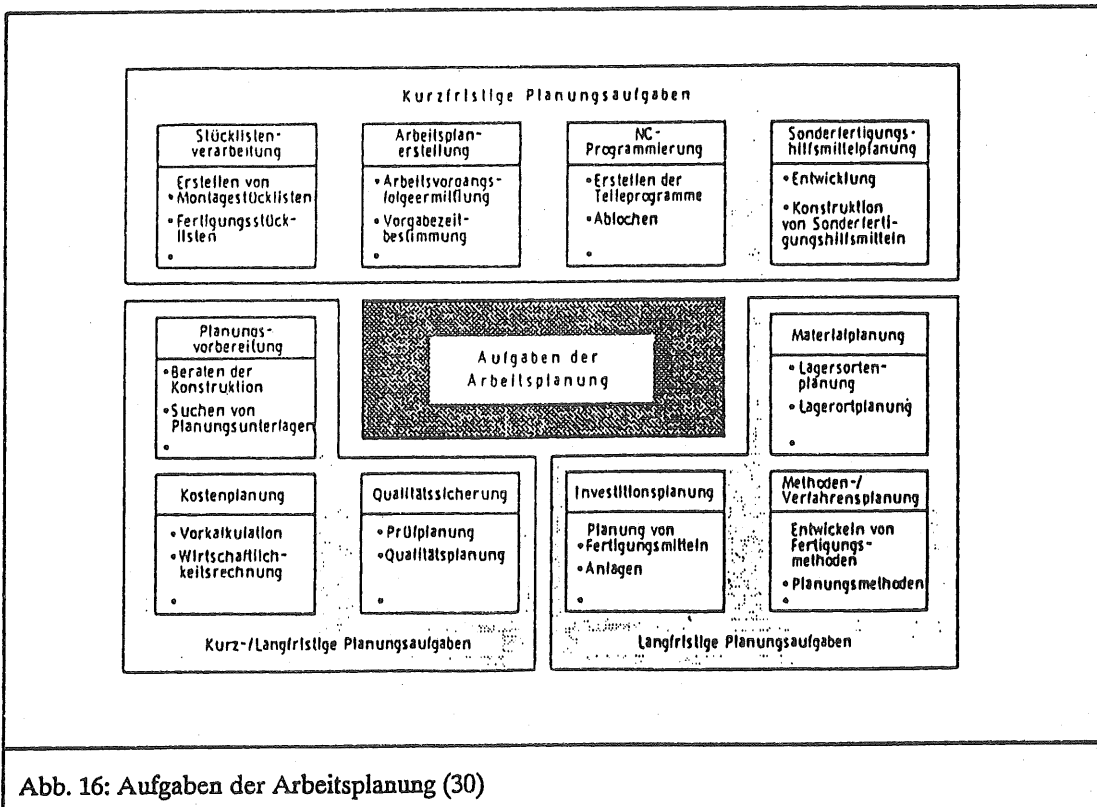 Kurzfristige Planungsaufgaben
Stücklisten-
verarbeitung
Erstellen von
• Montagestücklisten
• Fertigungsstück-
listen
•
Arbeitsplan-
erstellung
• Arbeitsvorgangs-
folgeermittlung
• Vorgabezeit
bestimmung
•
NC-
Programmierung
• Erstellen der
Teileprogramme
• Ablochen
•
Sonderfertigungs-
hilfsmittelplanung
• Entwicklung
• Konstruktion
von Sonderferti-
gungshilfsmitteln
Planungs-
vorbereitung
• Beraten der
Konstruktion
• Suchen von
Planungsunterlagen
•
Aufgaben der
Arbeitsplanung
Materialplanung
• Lagersorten-
planung
• Lagerortplanung
•
Kostenplanung
• Vorkalkulation
• Wirtschaftlich-
keitsrechnung
•
Qualitätssicherung
• Prüfplanung
• Qualitätsplanung
•
Investitionsplanung
Planung von
• Fertigungsmitteln
• Anlagen
•
Methoden-/
Verfahrensplanung
Entwickeln von
• Fertigungs-
methoden
• Planungsmethoden
•
Kurz-/Langfristige Planungsaufgaben
Langfristige Planungsaufgaben
Abb. 16: Aufgaben der Arbeitsplanung (30)